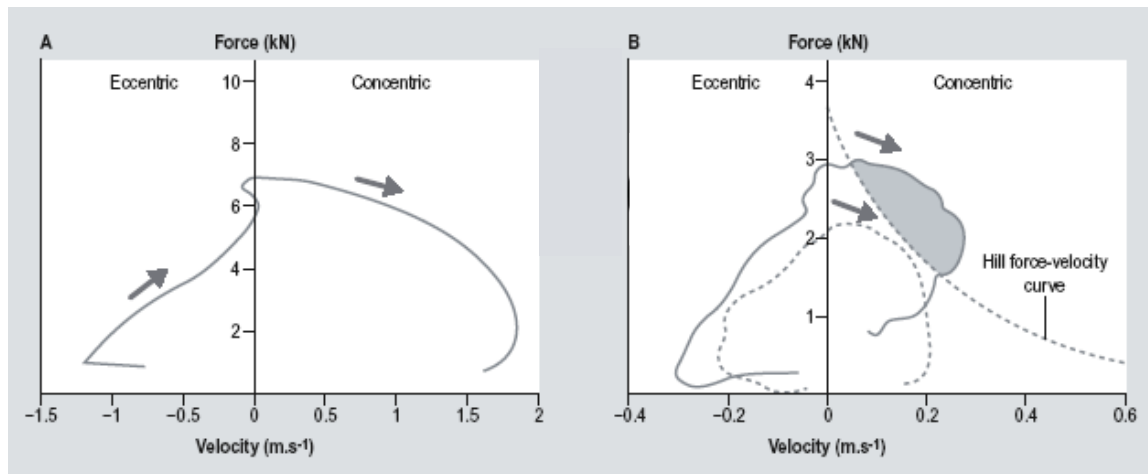 A
Force (kN)
Eccentric
Concentric
10
8
6
4
2
-1.5
-1
-0.5
0
0.5
1
1.5
2
Velocity (m.s-1)
B
Force (kN)
Eccentric
Concentric
4
3
2
1
Hill force-velocity
curve
-0.4
-0.2
0
0.2
0.4
0.6
Velocity (m.s-1)